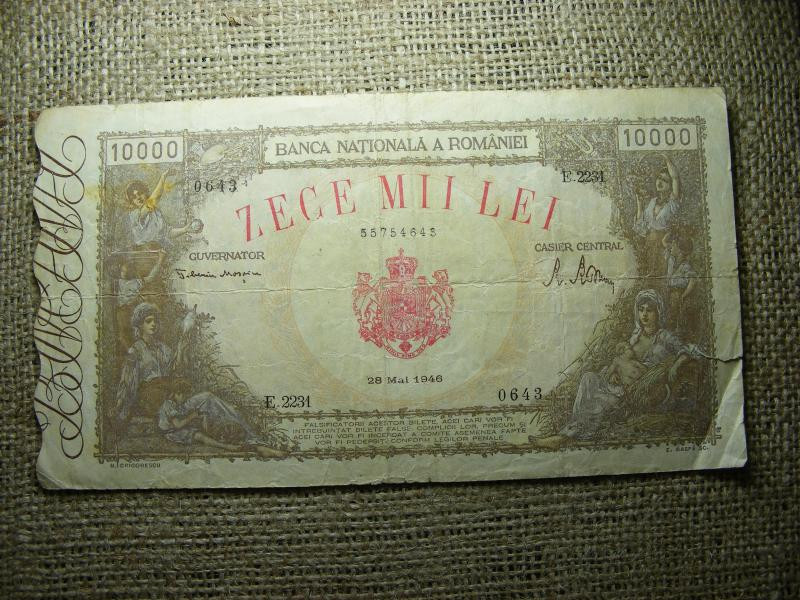 10000
BANCA NAȚIONALĂ A ROMÂNIEI
10000
0643
E.2231
ZECE MII LEI
55754643
GUVERNATOR
CASIER CENTRAL
28 Mai 1946
E.2231
0643
FALSIFICATORII ACESTOR BILETE, ACEI CARI VOR FI
INTREBUINȚAT BILETE FALSE, COMPLICII LOR, PRECUM ȘI
ACEI CARI VOR FI INCERCAT A COMITE ASEMENEA FAPTE
VOR FI PEDEPSIȚI CONFORM LEGILOR PENALE